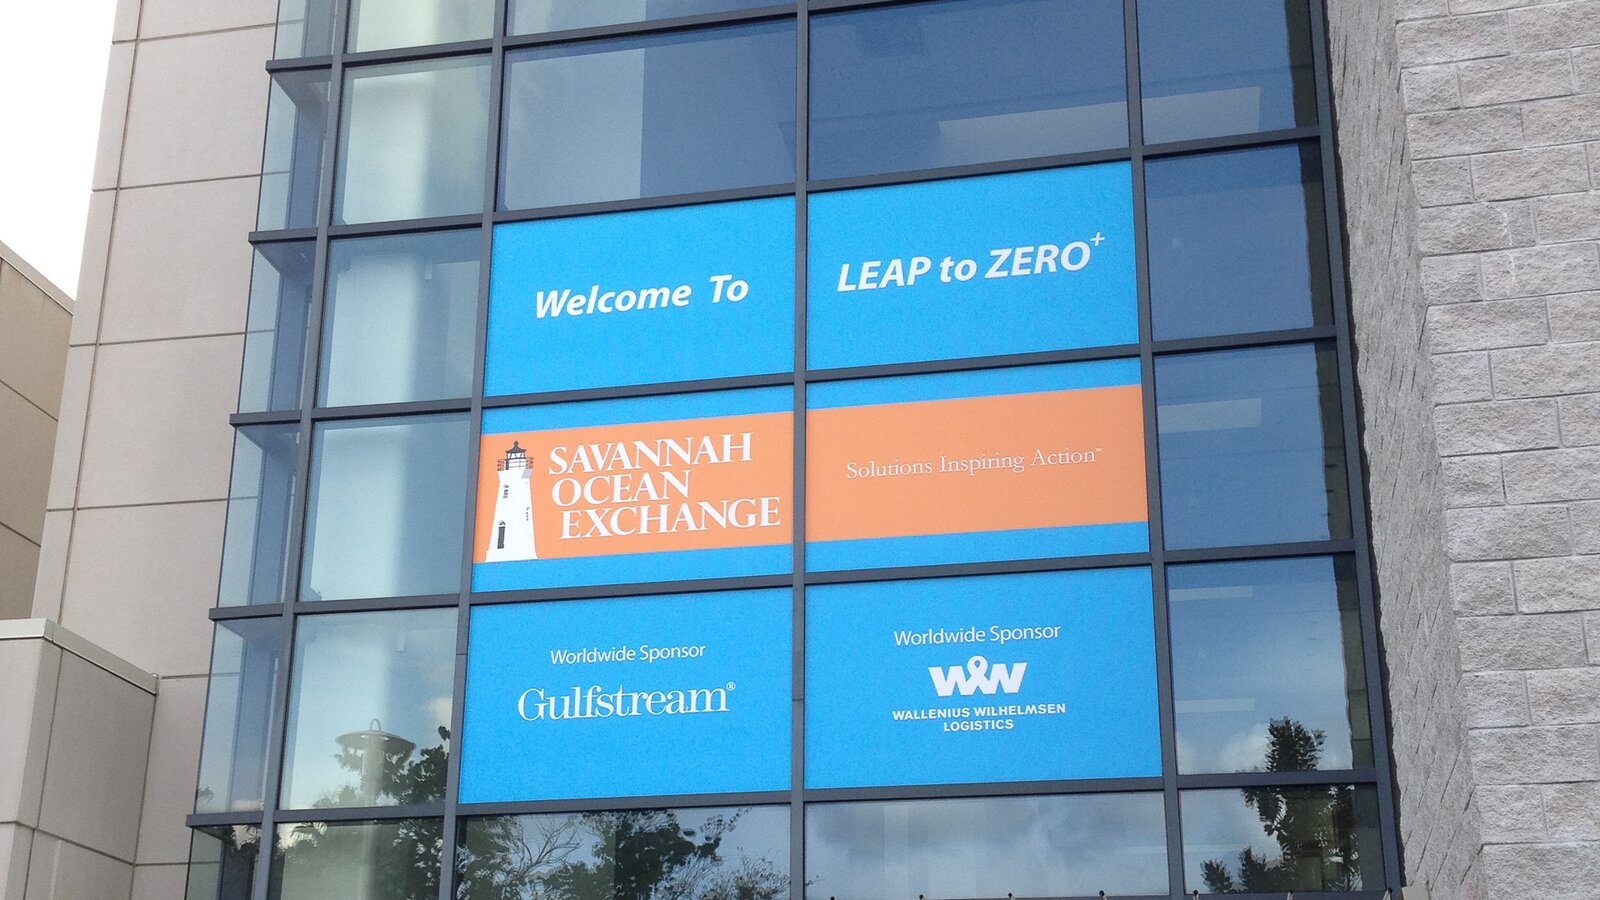 Welcome To
LEAP to ZERO+
SAVANNAH
OCEAN
EXCHANGE
Solutions Inspiring Action™
Worldwide Sponsor
Gulfstream®
Worldwide Sponsor
W&W
WALLENIUS WILHELMSEN
LOGISTICS